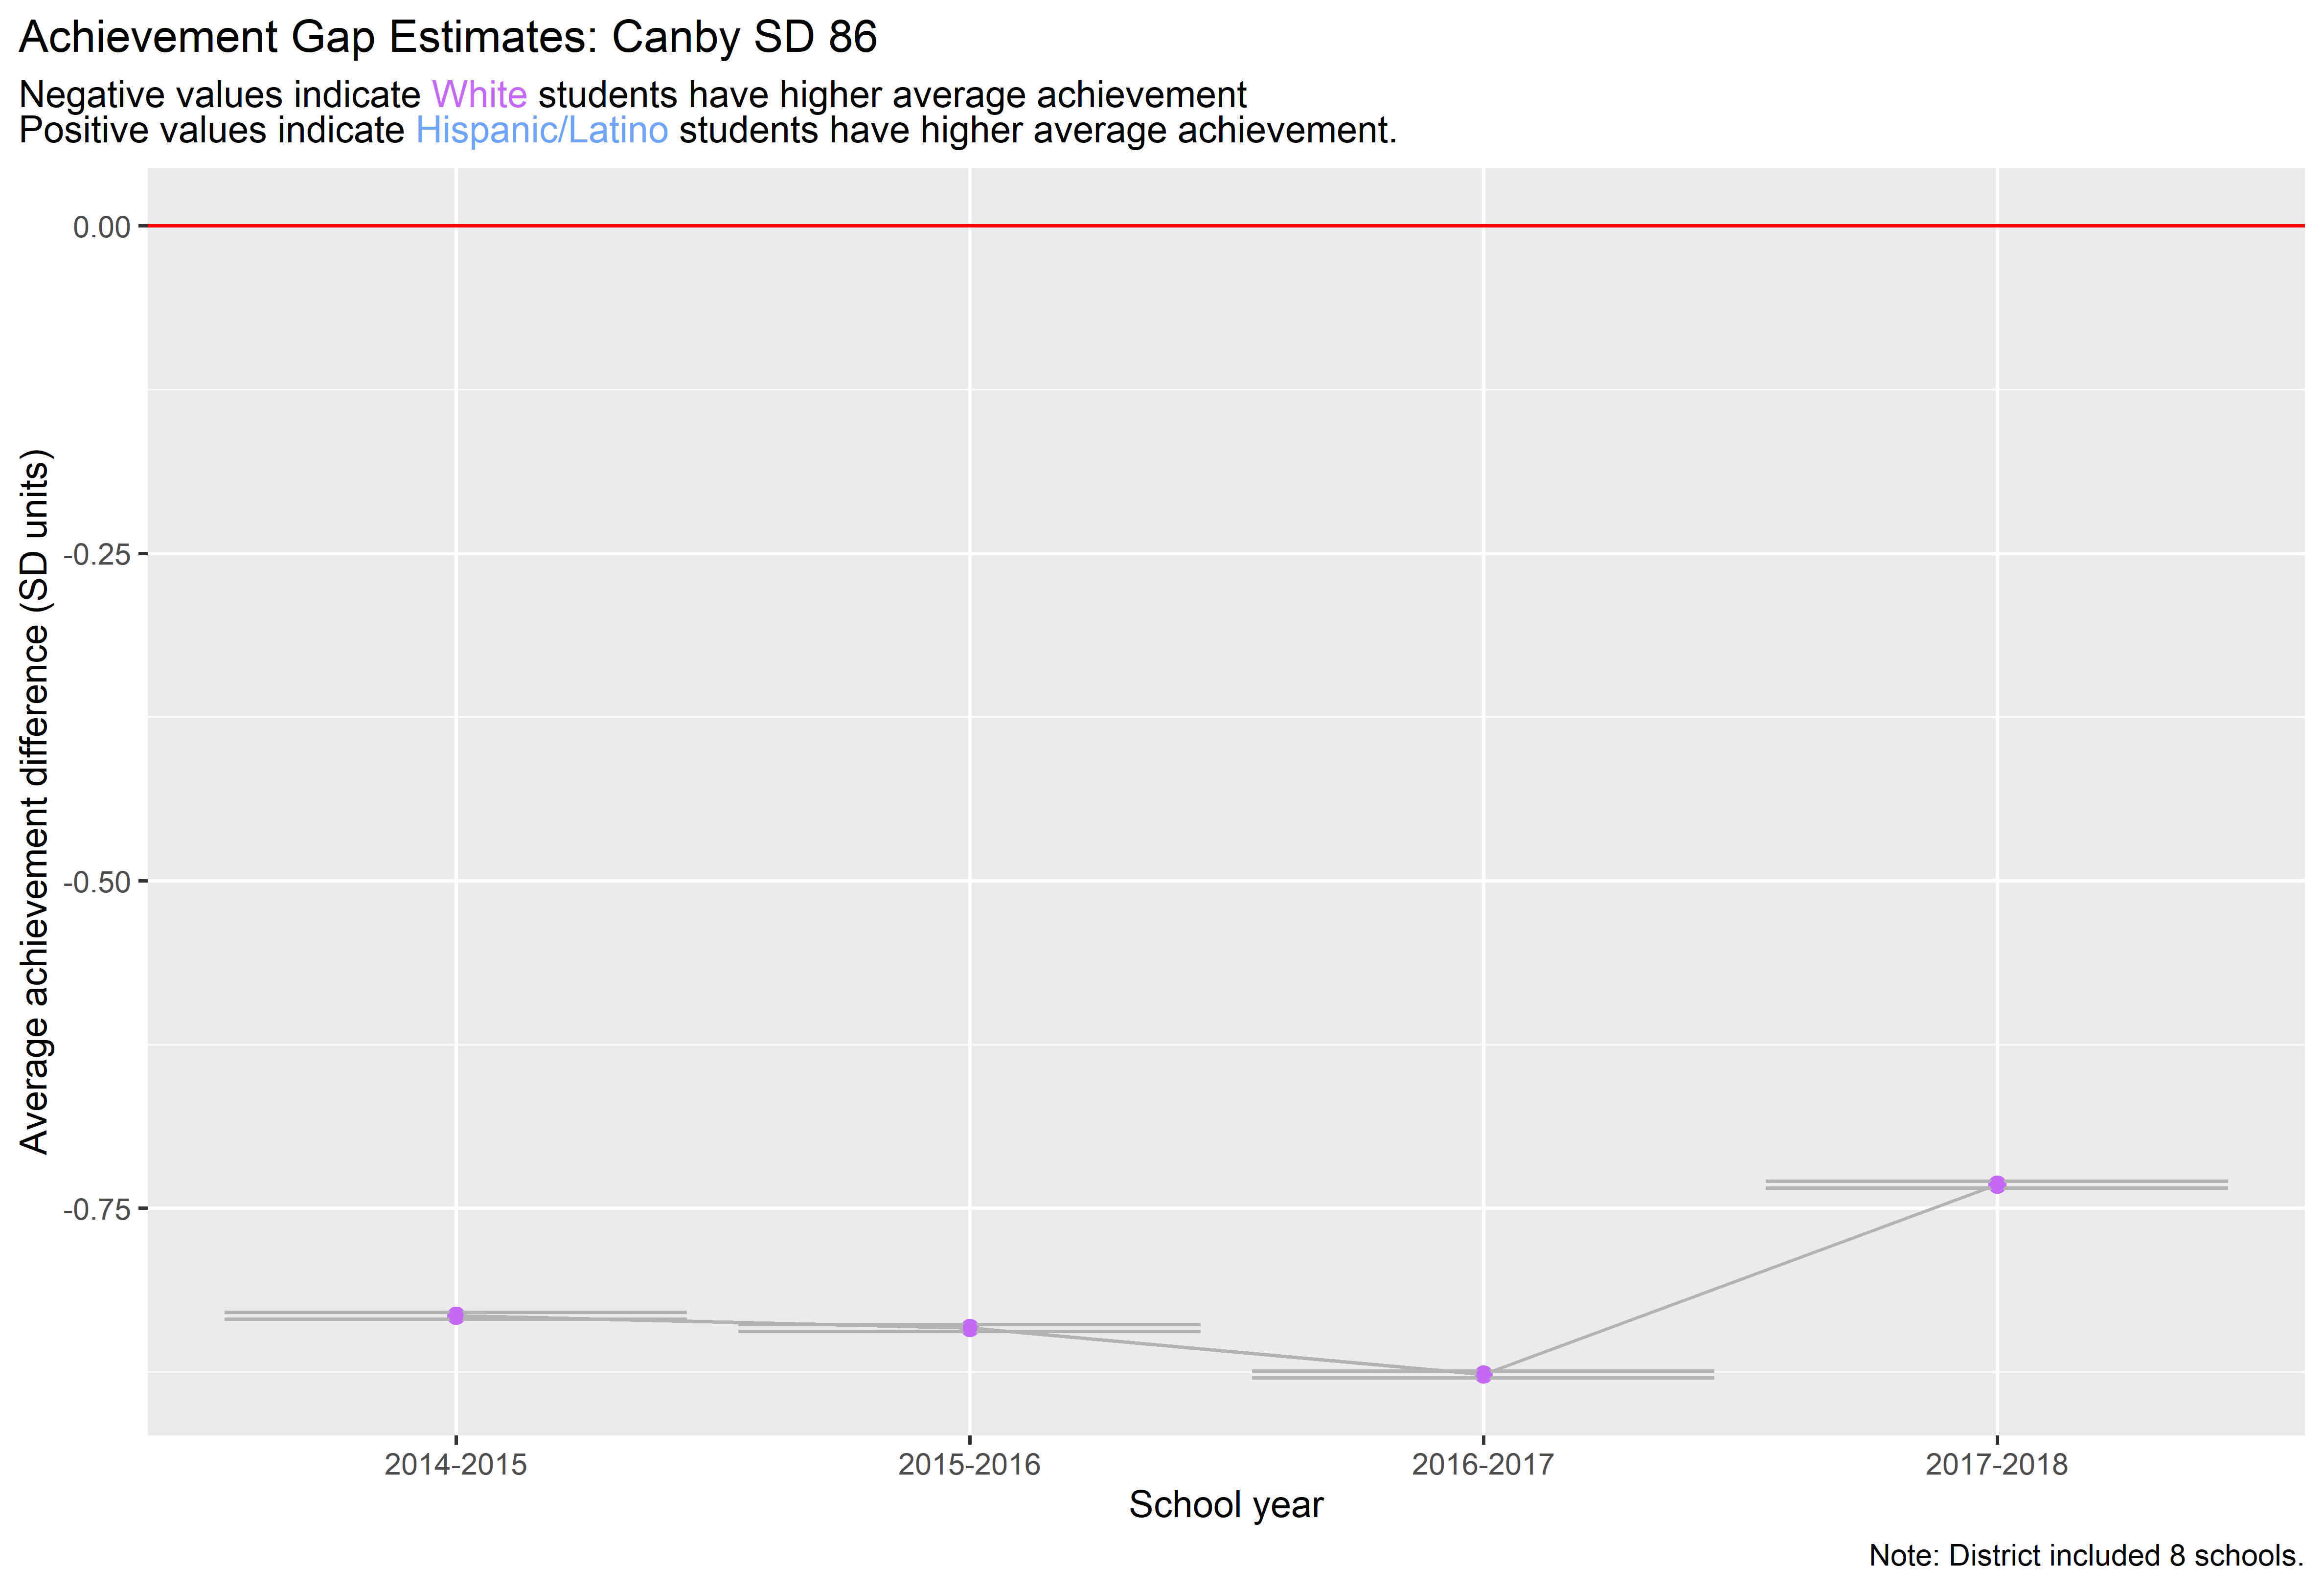 Achievement Gap Estimates: Canby SD 86
Negative values indicate White students have higher average achievement
Positive values indicate Hispanic/Latino students have higher average achievement.
Average achievement difference (SD units)
0.00
-0.25
-0.50
-0.75
2014-2015
2015-2016
2016-2017
2017-2018
School year
Note: District included 8 schools.